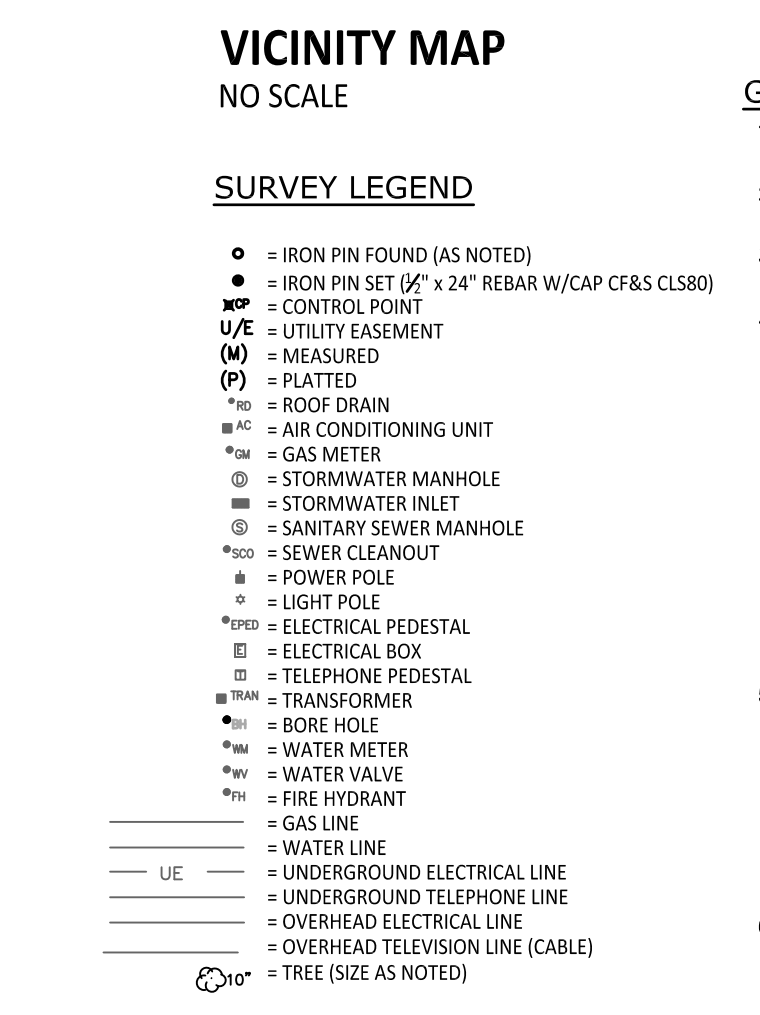 VICINITY MAP
NO SCALE
G
SURVEY LEGEND
= IRON PIN FOUND (AS NOTED)
= IRON PIN SET (½" x 24" REBAR W/CAP CF&S CLS80)
CP = CONTROL POINT
U/E = UTILITY EASEMENT
(M) = MEASURED
(P) = PLATTED
RD = ROOF DRAIN
AC = AIR CONDITIONING UNIT
GM = GAS METER
D = STORMWATER MANHOLE
= STORMWATER INLET
S = SANITARY SEWER MANHOLE
SCO = SEWER CLEANOUT
= POWER POLE
= LIGHT POLE
EPED = ELECTRICAL PEDESTAL
E = ELECTRICAL BOX
T = TELEPHONE PEDESTAL
TRAN = TRANSFORMER
BH = BORE HOLE
WM = WATER METER
WV = WATER VALVE
FH = FIRE HYDRANT
= GAS LINE
= WATER LINE
UE = UNDERGROUND ELECTRICAL LINE
= UNDERGROUND TELEPHONE LINE
= OVERHEAD ELECTRICAL LINE
= OVERHEAD TELEVISION LINE (CABLE)
10" = TREE (SIZE AS NOTED)